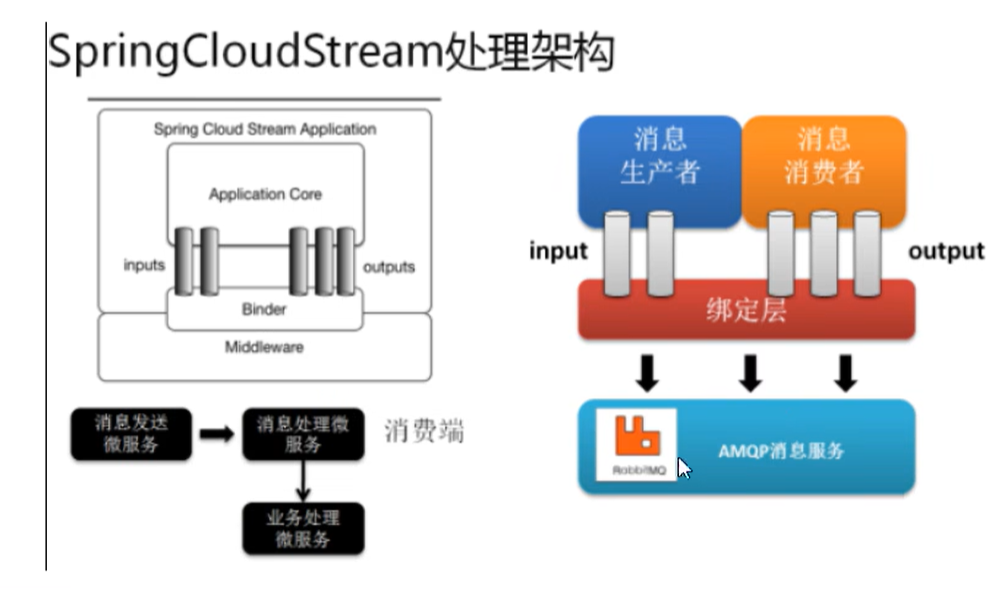 SpringCloudStream处理架构
Spring Cloud Stream Application
Application Core
inputs
outputs
Binder
Middleware
消息发送
微服务
消息处理微
服务
消费端
业务处理
微服务
消息
生产者
消息
消费者
input
output
绑定层
RabbitMQ
AMQP消息服务